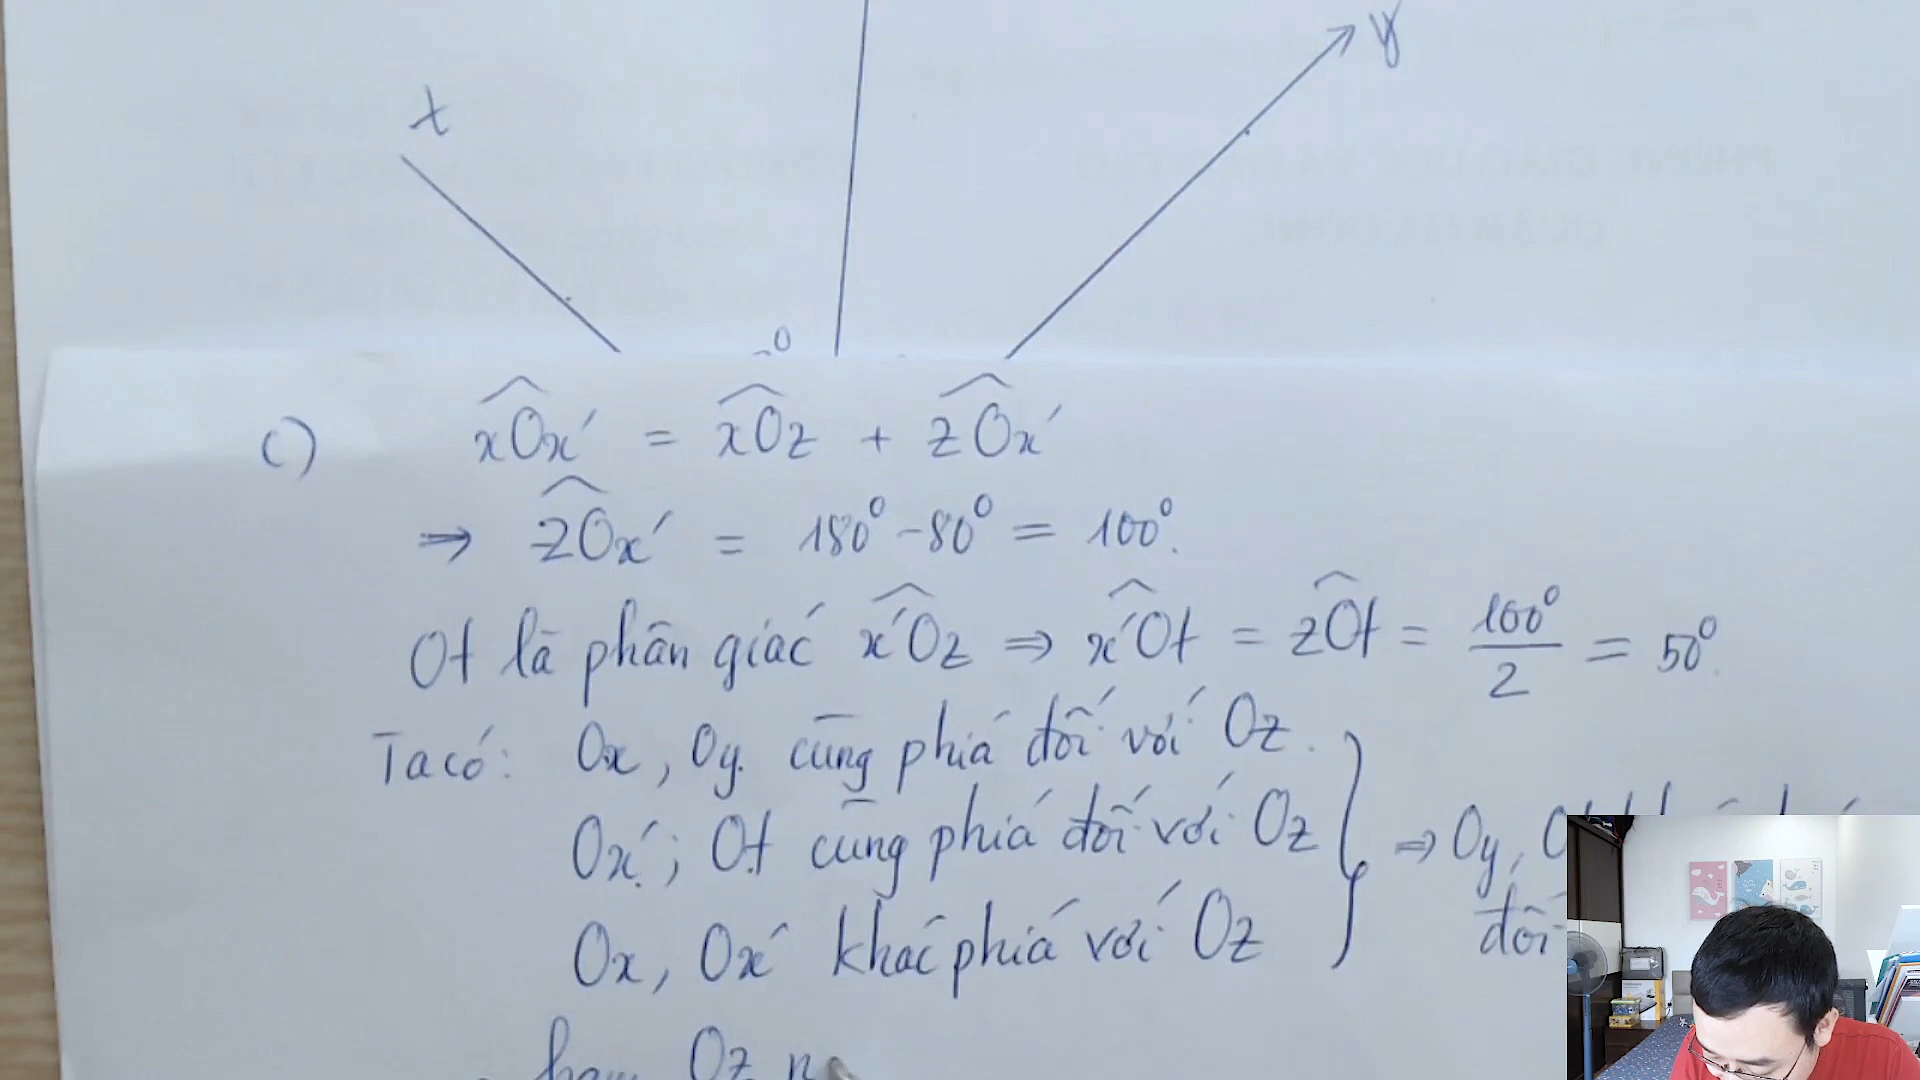 t
y
0
c) xOx' = xOz + zOx'
⇒ zOx' = 180° - 80° = 100°.
Ot là phân giác x'Oz ⇒ x'Ot = zOt = 100°/2 = 50°.
Ta có: Ox, Oy cùng phía đối với Oz.
Ox'; Ot cùng phía đối với Oz
⇒ Oy,
Ox, Ox' khác phía với Oz
đối
hay Oz n